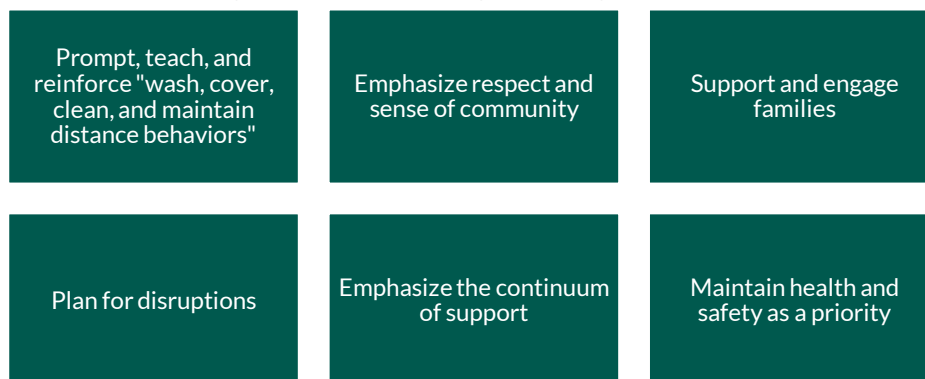 Prompt, teach, and
reinforce "wash, cover,
clean, and maintain
distance behaviors"
Emphasize respect and
sense of community
Support and engage
families
Plan for disruptions
Emphasize the continuum
of support
Maintain health and
safety as a priority